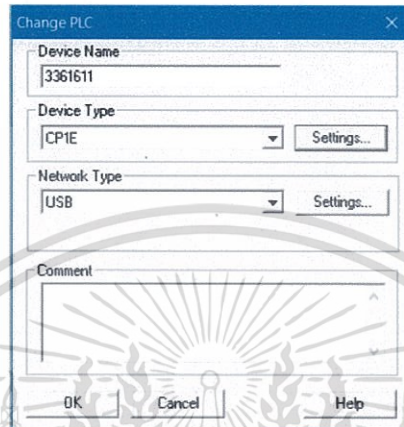 Change PLC
Device Name
3361611
Device Type
CP1E
Settings...
Network Type
USB
Settings...
Comment
OK Cancel Help